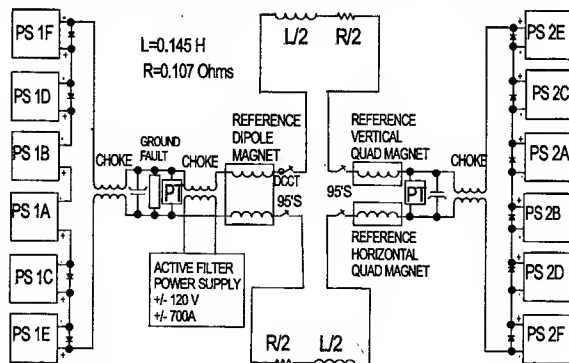 PS 1F
PS 1D
PS 1B
PS 1A
PS 1C
PS 1E
L=0.145 H
R=0.107 Ohms
L/2
R/2
CHOKE
GROUND
FAULT
PT
CHOKE
REFERENCE
DIPOLE
MAGNET
DCCT
95'S
ACTIVE FILTER
POWER SUPPLY
+/- 120 V
+/- 700A
R/2
L/2
REFERENCE
VERTICAL
QUAD MAGNET
95'S
PT
CHOKE
REFERENCE
HORIZONTAL
QUAD MAGNET
PS 2E
PS 2C
PS 2A
PS 2B
PS 2D
PS 2F